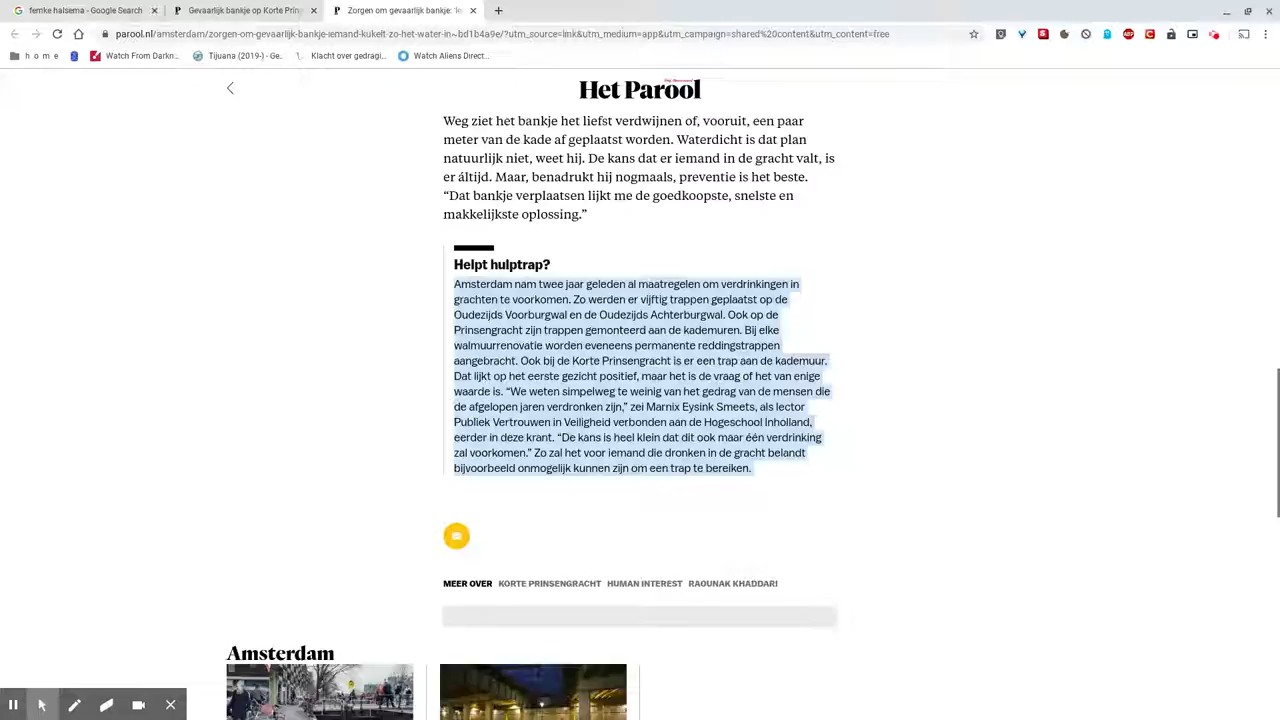 femke halsema - Google Search
Gevaarlijk bankje op Korte Prin
Zorgen om gevaarlijk bankje: 'ie
parool.nl/amsterdam/zorgen-om-gevaarlijk-bankje-iemand-kukelt-zo-het-water-in~bd1b4a9e/?utm_source=link&utm_medium=app&utm_campaign=shared%20content&utm_content=free
h o m e
Watch From Darkn...
Tijuana (2019-) - Ge...
Klacht over gedragi...
Watch Aliens Direct...
Het Parool
Weg ziet het bankje het liefst verdwijnen of, vooruit, een paar
meter van de kade af geplaatst worden. Waterdicht is dat plan
natuurlijk niet, weet hij. De kans dat er iemand in de gracht valt, is
er áltijd. Maar, benadrukt hij nogmaals, preventie is het beste.
“Dat bankje verplaatsen lijkt me de goedkoopste, snelste en
makkelijkste oplossing.”
Helpt hulptrap?
Amsterdam nam twee jaar geleden al maatregelen om verdrinkingen in
grachten te voorkomen. Zo werden er vijftig trappen geplaatst op de
Oudezijds Voorburgwal en de Oudezijds Achterburgwal. Ook op de
Prinsengracht zijn trappen gemonteerd aan de kademuren. Bij elke
walmuurrenovatie worden eveneens permanente reddingstrappen
aangebracht. Ook bij de Korte Prinsengracht is er een trap aan de kademuur.
Dat lijkt op het eerste gezicht positief, maar het is de vraag of het van enige
waarde is. “We weten simpelweg te weinig van het gedrag van de mensen die
de afgelopen jaren verdronken zijn,” zei Marnix Eysink Smeets, als lector
Publiek Vertrouwen in Veiligheid verbonden aan de Hogeschool Inholland,
eerder in deze krant. “De kans is heel klein dat dit ook maar één verdrinking
zal voorkomen.” Zo zal het voor iemand die dronken in de gracht belandt
bijvoorbeeld onmogelijk kunnen zijn om een trap te bereiken.
MEER OVER KORTE PRINSENGRACHT HUMAN INTEREST RAOUNAK KHADDARI
Amsterdam